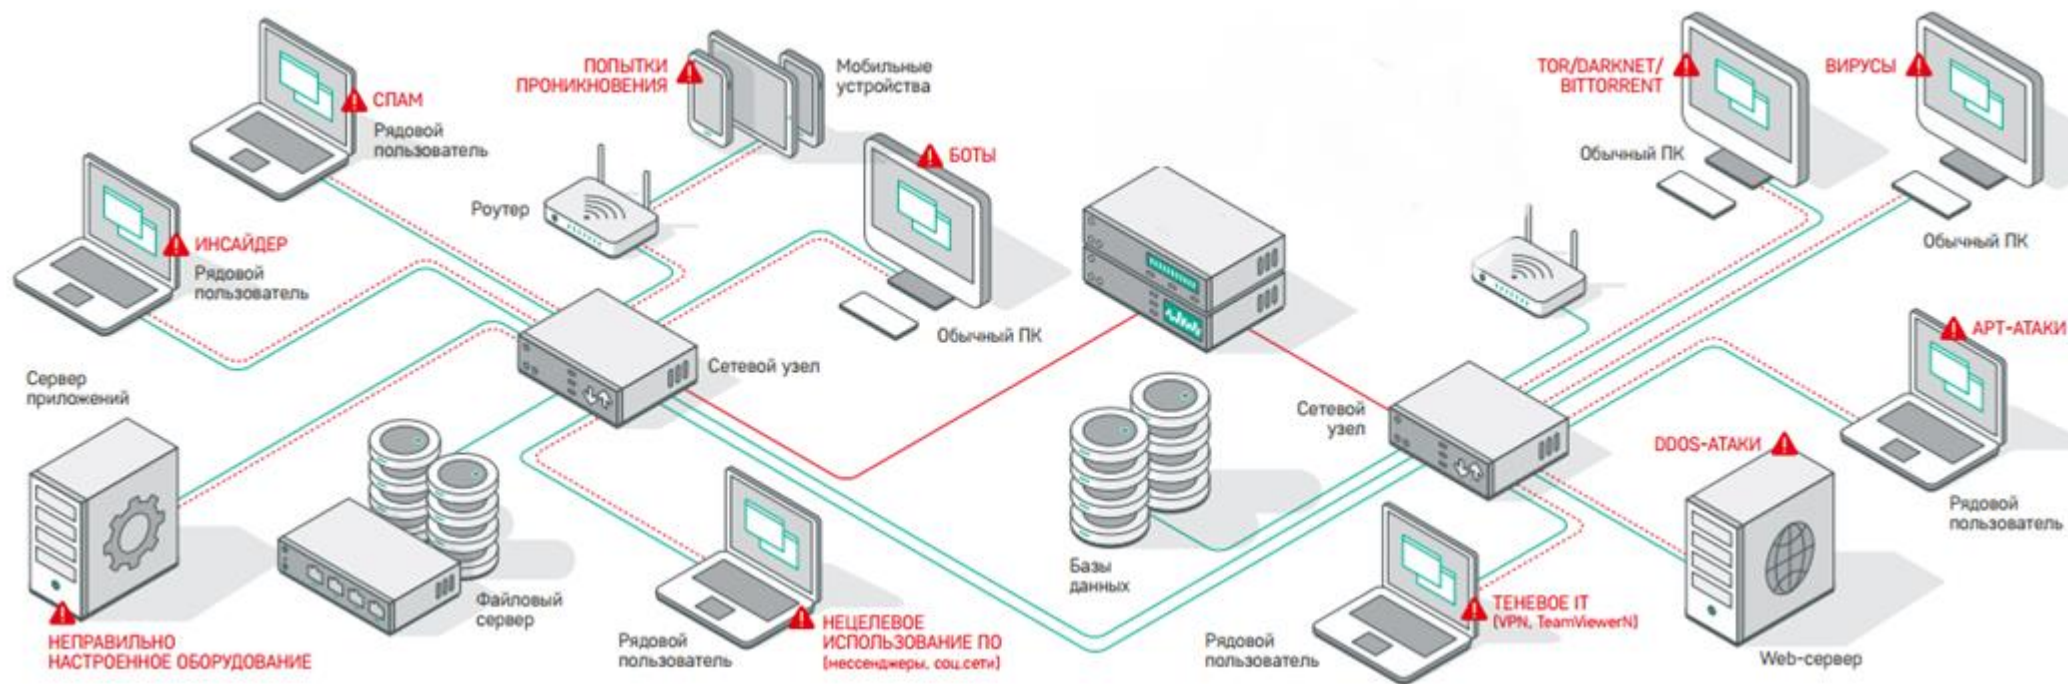 СПАМ
Рядовой
пользователь
ПОПЫТКИ
ПРОНИКНОВЕНИЯ
Мобильные
устройства
БОТЫ
Роутер
Обычный ПК
ИНСАЙДЕР
Рядовой
пользователь
Сетевой узел
Сервер
приложений
НЕПРАВИЛЬНО
НАСТРОЕННОЕ ОБОРУДОВАНИЕ
Файловый
сервер
Рядовой
пользователь
НЕЦЕЛЕВОЕ
ИСПОЛЬЗОВАНИЕ ПО
(мессенджеры, соц.сети)
Базы
данных
TOR/DARKNET/
BITTORRENT
Обычный ПК
ВИРУСЫ
Обычный ПК
АРТ-АТАКИ
Рядовой
пользователь
Сетевой
узел
DDOS-АТАКИ
Web-сервер
ТЕНЕВОЕ IT
(VPN, TeamViewerN)
Рядовой
пользователь